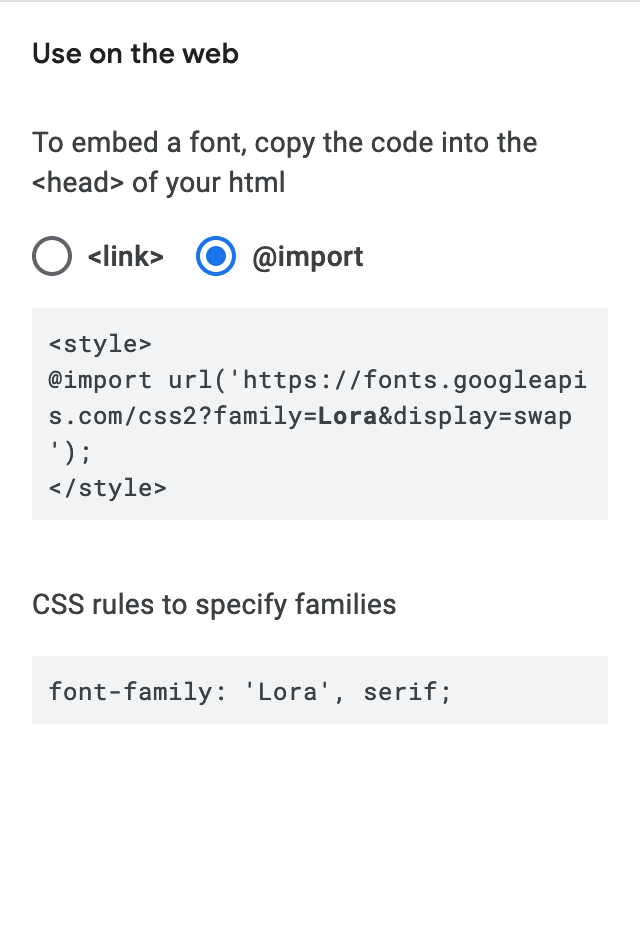 Use on the web
To embed a font, copy the code into the
<head> of your html
<link>
@import
<style>
@import url('https://fonts.googleapi
s.com/css2?family=Lora&display=swap
');
</style>
CSS rules to specify families
font-family: 'Lora', serif;